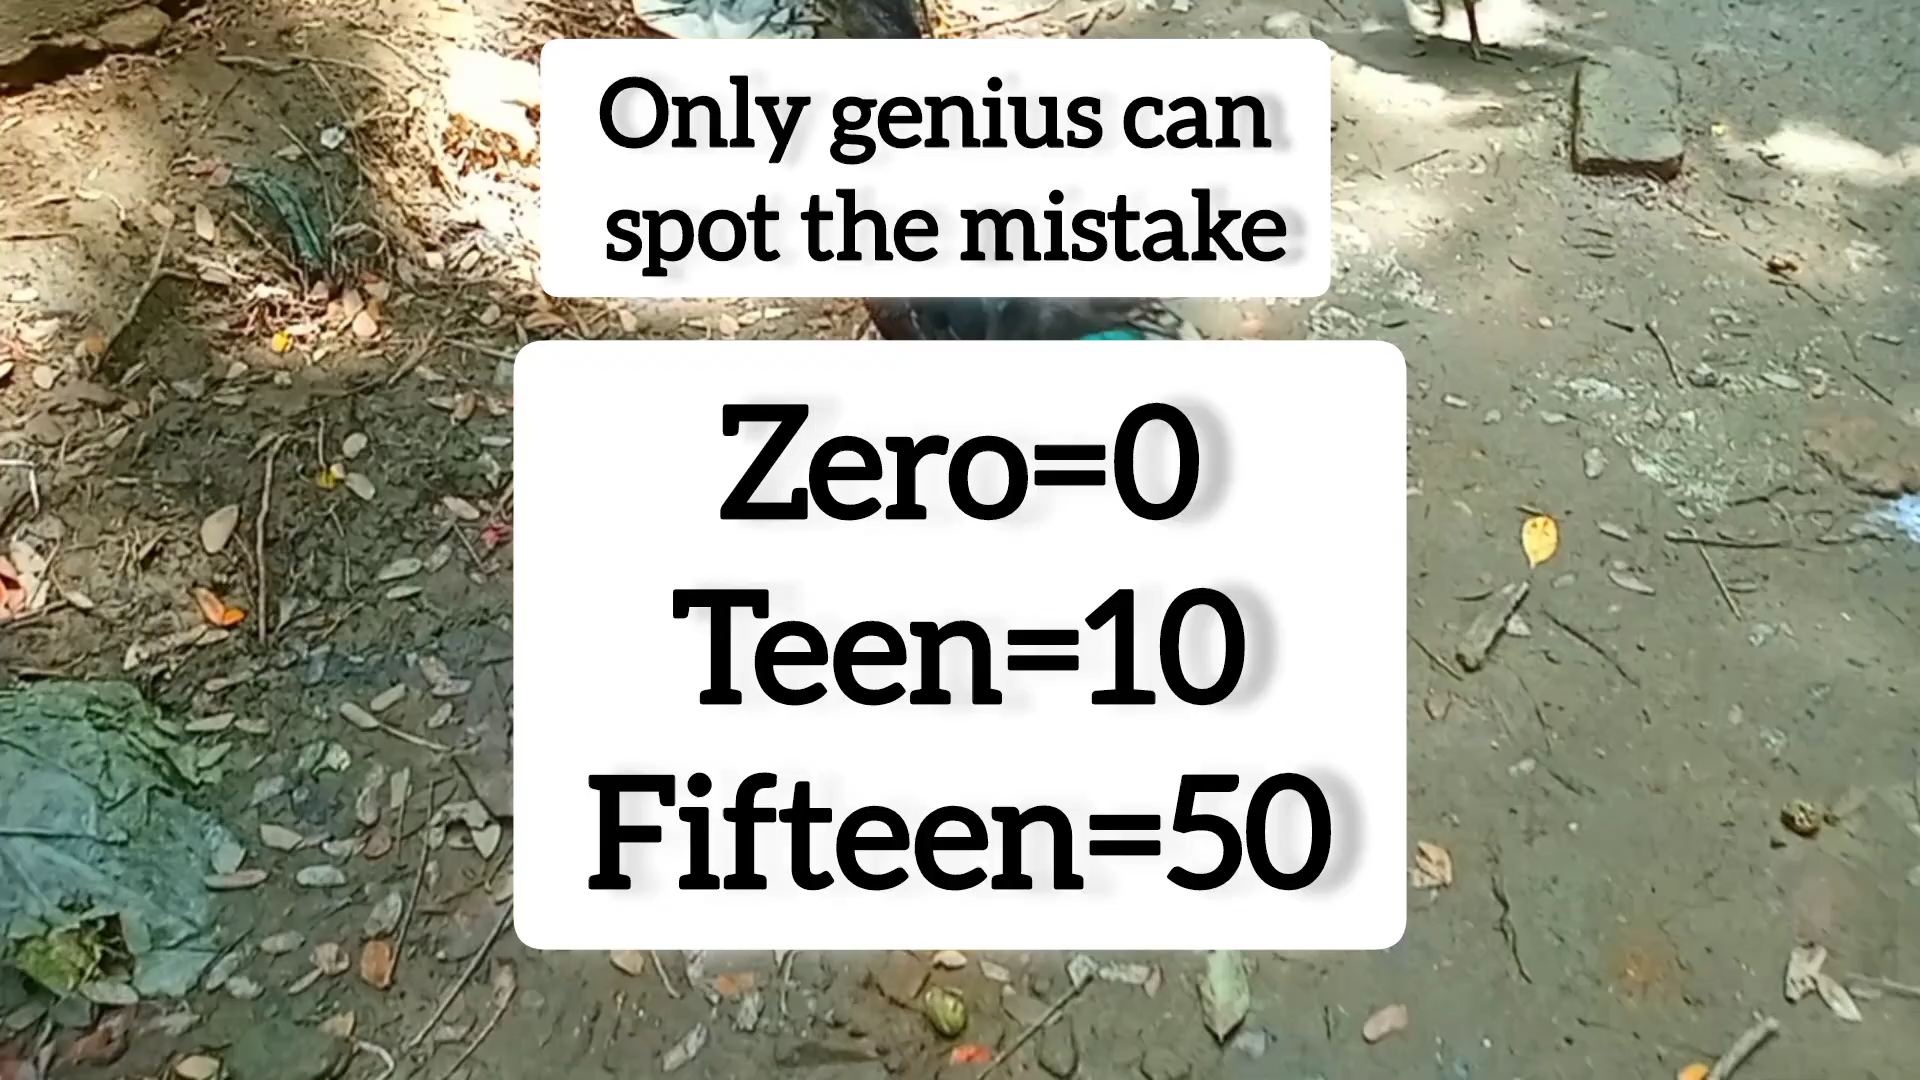 Only genius can
spot the mistake
Zero=0
Teen=10
Fifteen=50